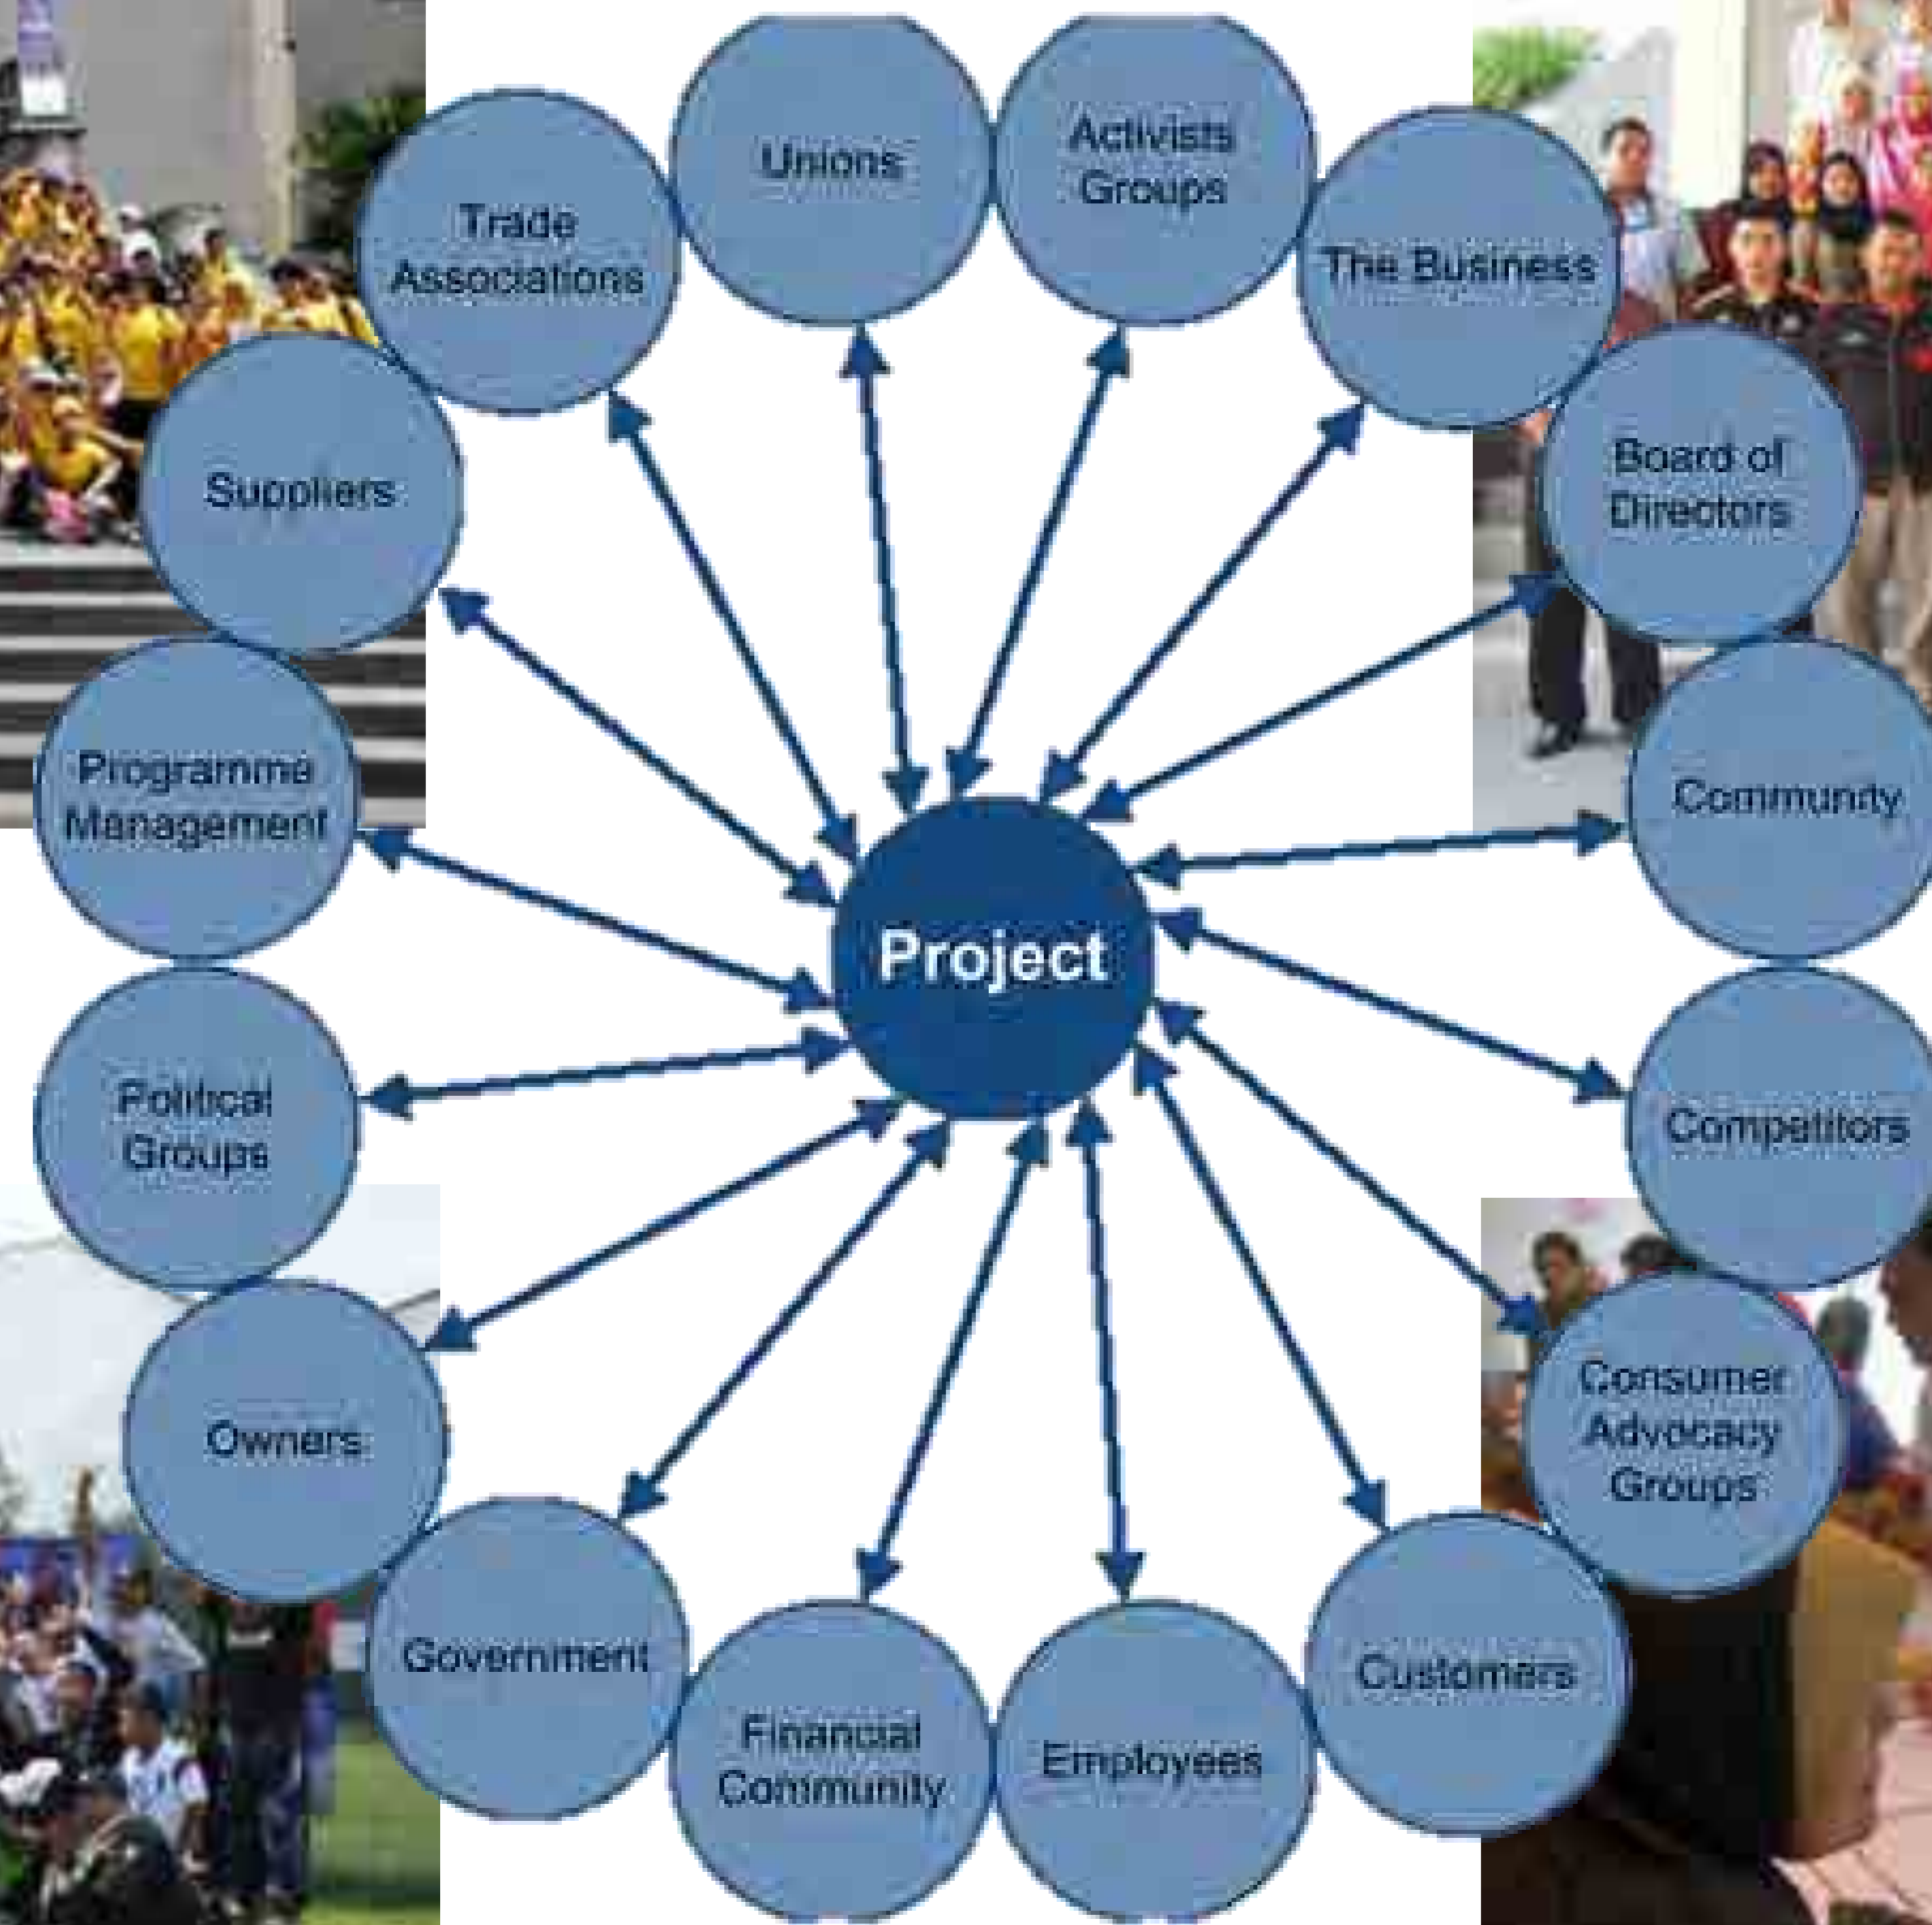 Unions
Activists
Groups
Trade
Associations
The Business
Suppliers
Board of
Directors
Programme
Management
Community
Project
Political
Groups
Competitors
Owners
Consumer
Advocacy
Groups
Government
Customers
Financial
Community
Employees